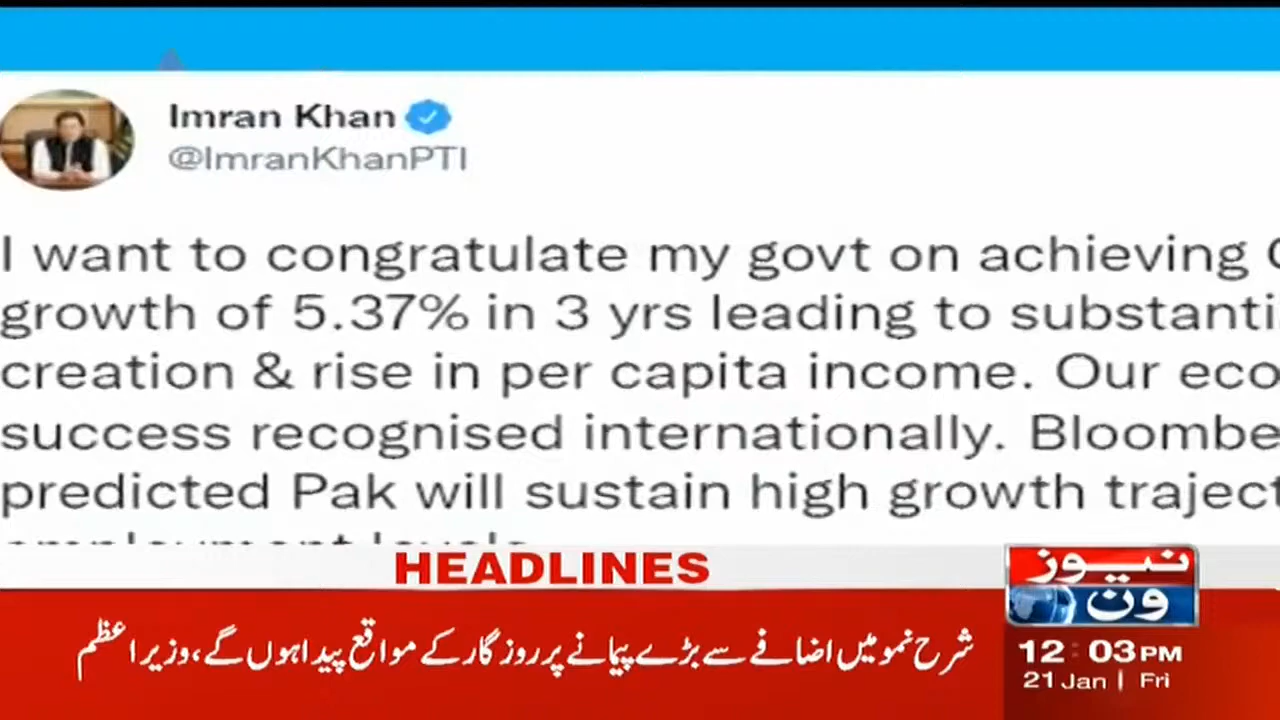 Imran Khan
@ImranKhanPTI
I want to congratulate my govt on achieving
growth of 5.37% in 3 yrs leading to substanti
creation & rise in per capita income. Our eco
success recognised internationally. Bloombe
predicted Pak will sustain high growth traject
HEADLINES
نیوز
ون
شرح نمو میں اضافے سے بڑے پیمانے پر روزگار کے مواقع پیدا ہوں گے، وزیراعظم
12:03 PM
21 Jan | Fri